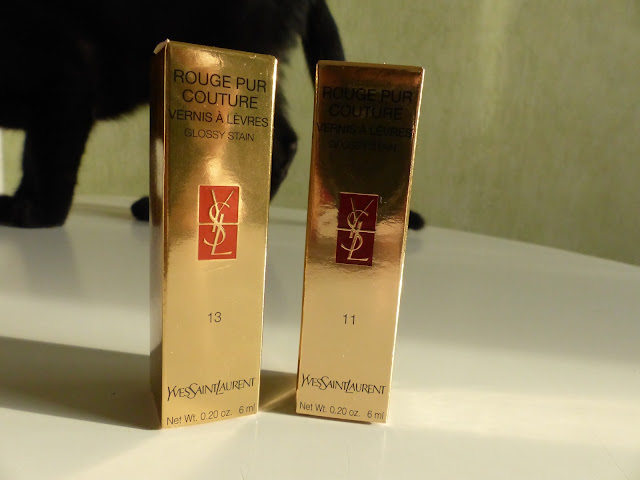 ROUGE PUR
COUTURE
VERNIS À LÈVRES
GLOSSY STAIN
YSL
13
YVESSAINTLAURENT
Net Wt. 0.20 oz. 6 ml
ROUGE PUR
COUTURE
VERNIS À LÈVRES
GLOSSY STAIN
YSL
11
YVESSAINTLAURENT
Net Wt. 0.20 oz. 6 ml